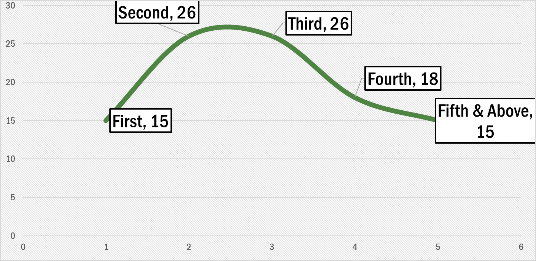 30
Second, 26
Third, 26
25
20
Fourth, 18
Fifth & Above,
15
15
First, 15
10
5
0
0 1 2 3 4 5 6